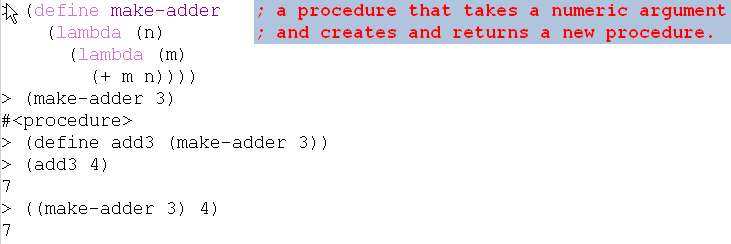 > (define make-adder ; a procedure that takes a numeric argument
(lambda (n) ; and creates and returns a new procedure.
(lambda (m)
(+ m n))))
> (make-adder 3)
#<procedure>
> (define add3 (make-adder 3))
> (add3 4)
7
> ((make-adder 3) 4)
7